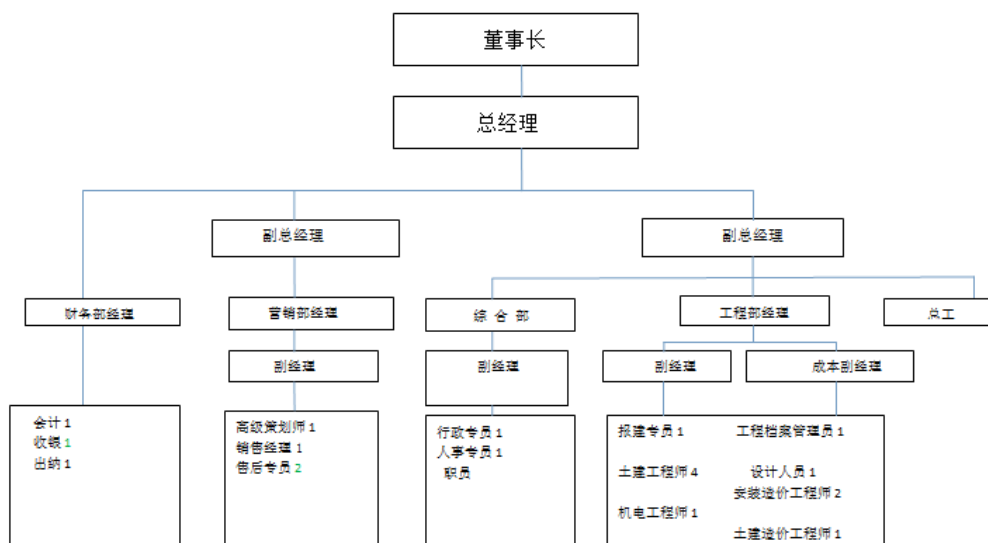 董事长
总经理
副总经理
副总经理
财务部经理
营销部经理
综 合 部
工程部经理
总工
副经理
副经理
副经理
成本副经理
会计 1
收银 1
出纳 1
高级策划师 1
销售经理 1
售后专员 2
行政专员 1
人事专员 1
职员
报建专员 1
土建工程师 4
机电工程师 1
工程档案管理员 1
设计人员 1
安装造价工程师 2
土建造价工程师 1